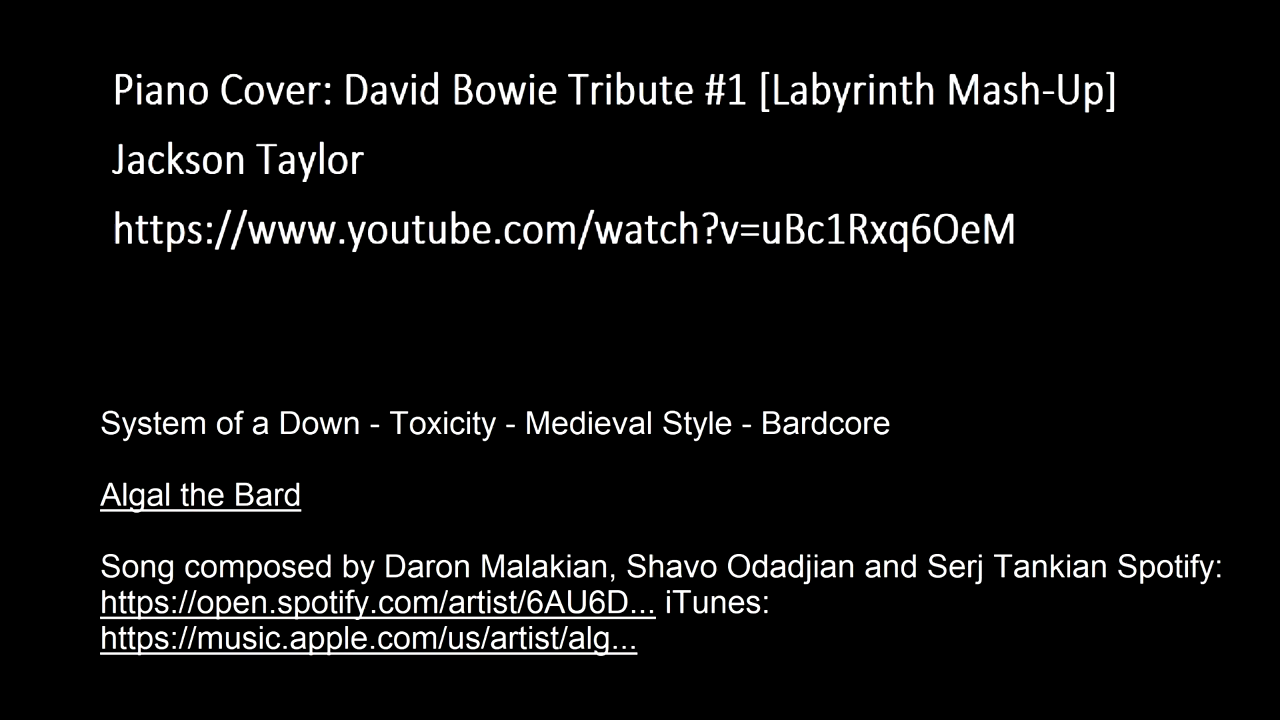 Piano Cover: David Bowie Tribute #1 [Labyrinth Mash-Up]
Jackson Taylor
https://www.youtube.com/watch?v=uBc1Rxq6OeM
System of a Down - Toxicity - Medieval Style - Bardcore
Algal the Bard
Song composed by Daron Malakian, Shavo Odadjian and Serj Tankian Spotify:
https://open.spotify.com/artist/6AU6D... iTunes:
https://music.apple.com/us/artist/alg...